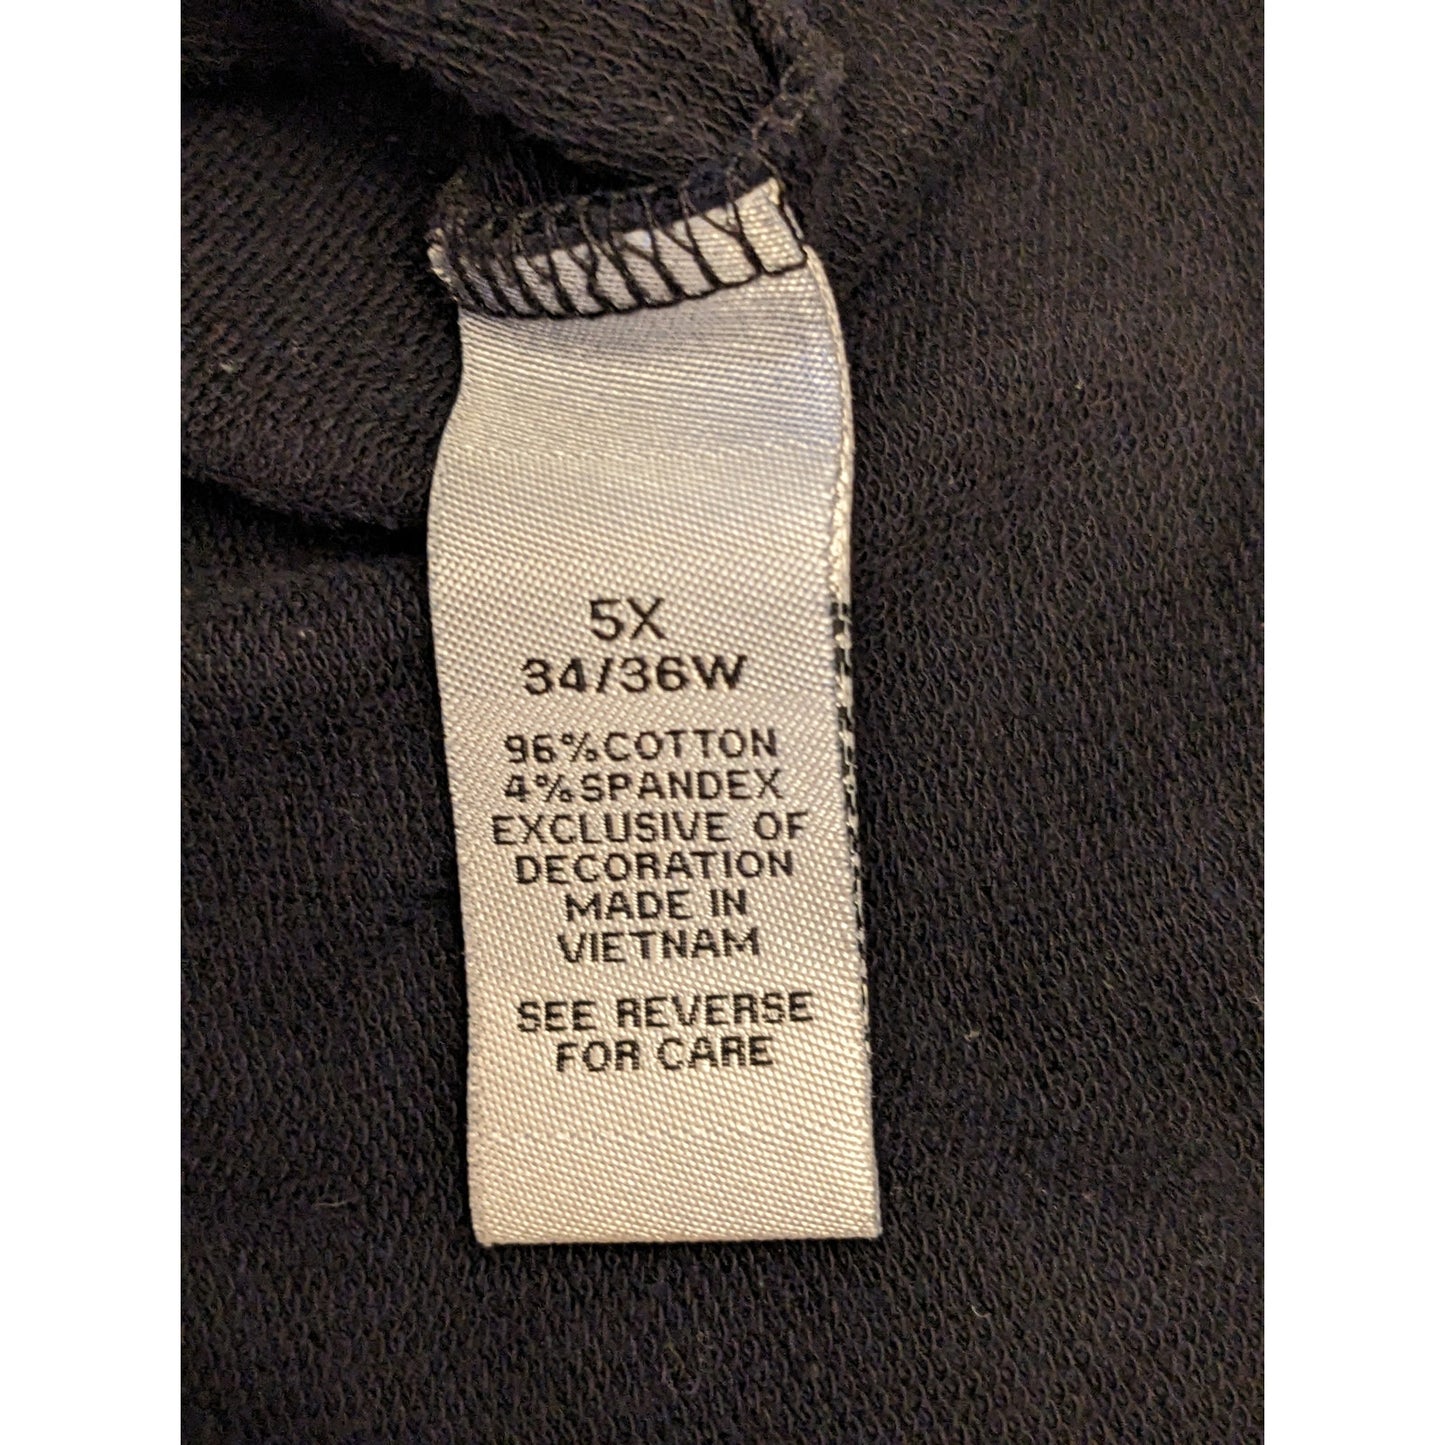 5X
34/36W
96%COTTON
4%SPANDEX
EXCLUSIVE OF
DECORATION
MADE IN
VIETNAM
SEE REVERSE
FOR CARE